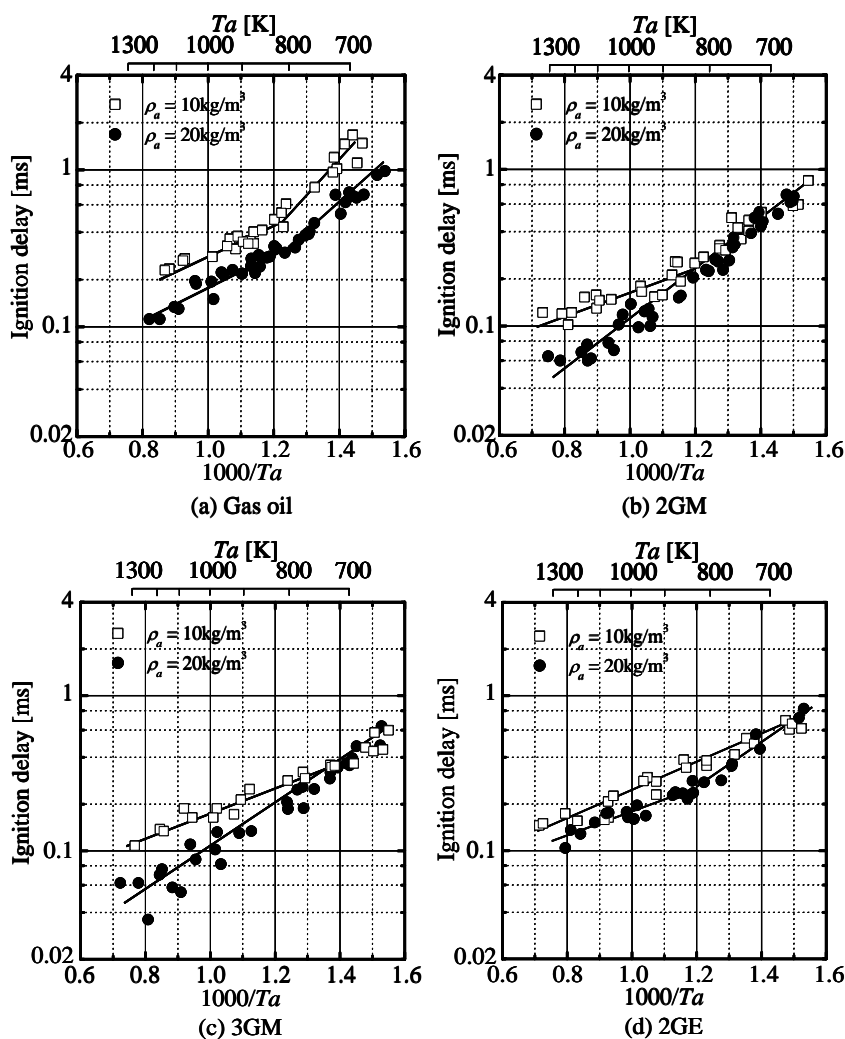 Ta [K]
1300 1000 800 700
4
ρa = 10kg/m³
ρa = 20kg/m³
1
Ignition delay [ms]
0.1
0.02
0.6 0.8 1.0 1.2 1.4 1.6
1000/Ta
(a) Gas oil
Ta [K]
1300 1000 800 700
4
ρa = 10kg/m³
ρa = 20kg/m³
1
Ignition delay [ms]
0.1
0.02
0.6 0.8 1.0 1.2 1.4 1.6
1000/Ta
(b) 2GM
Ta [K]
1300 1000 800 700
4
ρa = 10kg/m³
ρa = 20kg/m³
1
Ignition delay [ms]
0.1
0.02
0.6 0.8 1.0 1.2 1.4 1.6
1000/Ta
(c) 3GM
Ta [K]
1300 1000 800 700
4
ρa = 10kg/m³
ρa = 20kg/m³
1
Ignition delay [ms]
0.1
0.02
0.6 0.8 1.0 1.2 1.4 1.6
1000/Ta
(d) 2GE